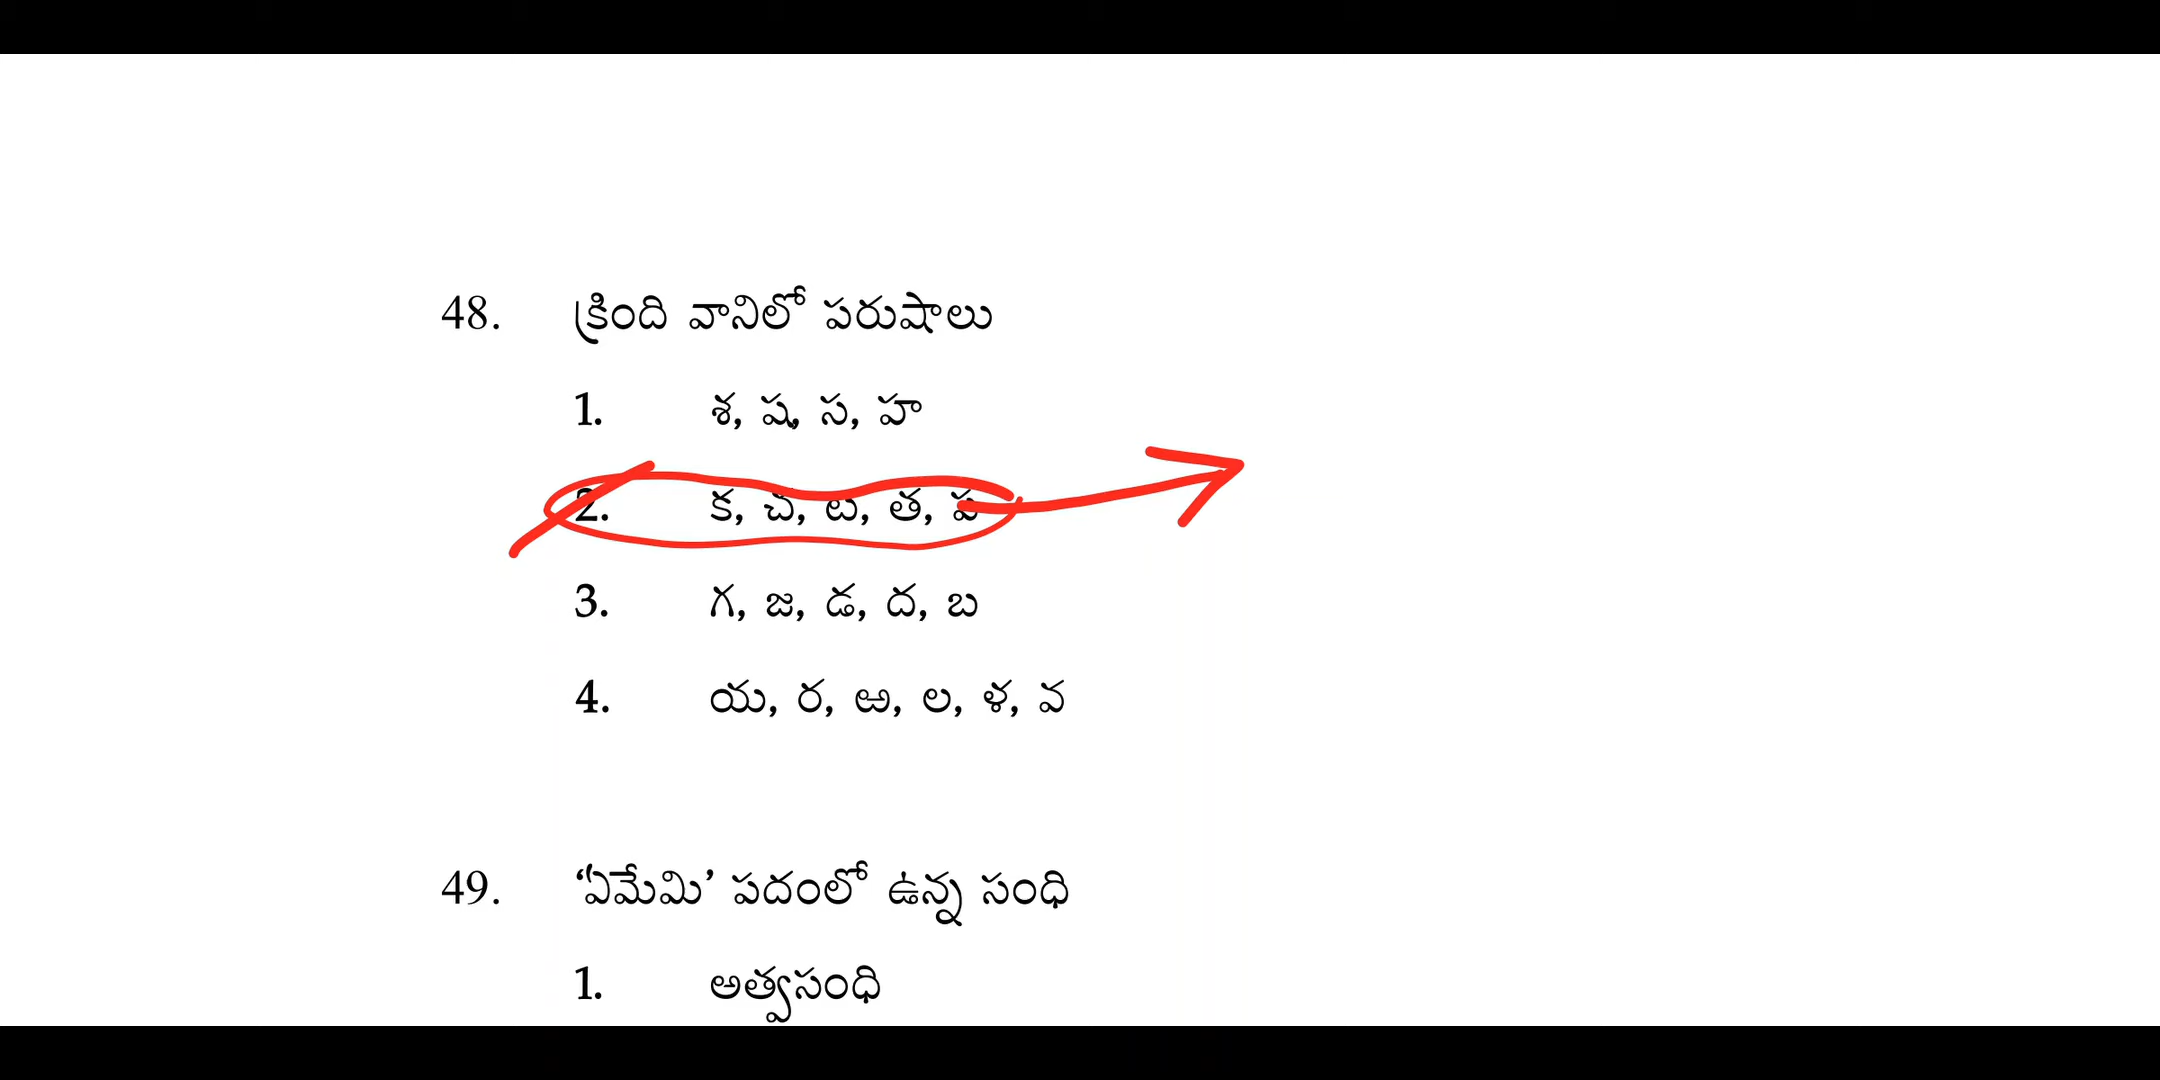 48. క్రింది వానిలో పరుషాలు
1. శ, ష, స, హ
2. క, చ, ట, త, ప
3. గ, జ, డ, ద, బ
4. య, ర, ఱ, ల, ళ, వ
49. ‘ఏమేమి’ పదంలో ఉన్న సంధి
1. అత్వసంధి